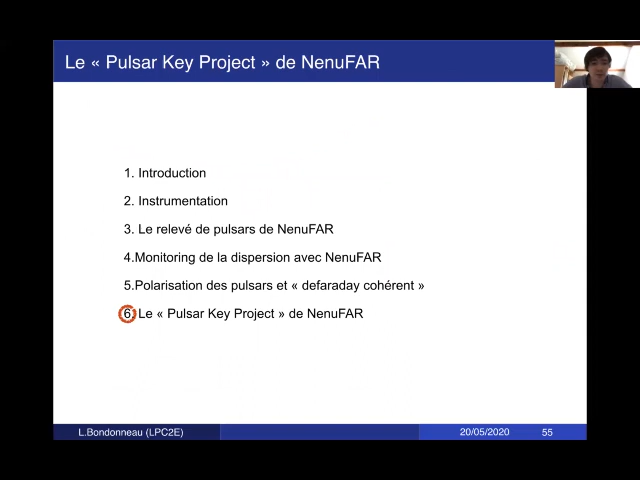 Le « Pulsar Key Project » de NenuFAR
1. Introduction
2. Instrumentation
3. Le relevé de pulsars de NenuFAR
4.Monitoring de la dispersion avec NenuFAR
5.Polarisation des pulsars et « defaraday cohérent »
6. Le « Pulsar Key Project » de NenuFAR
L.Bondonneau (LPC2E)
20/05/2020
55